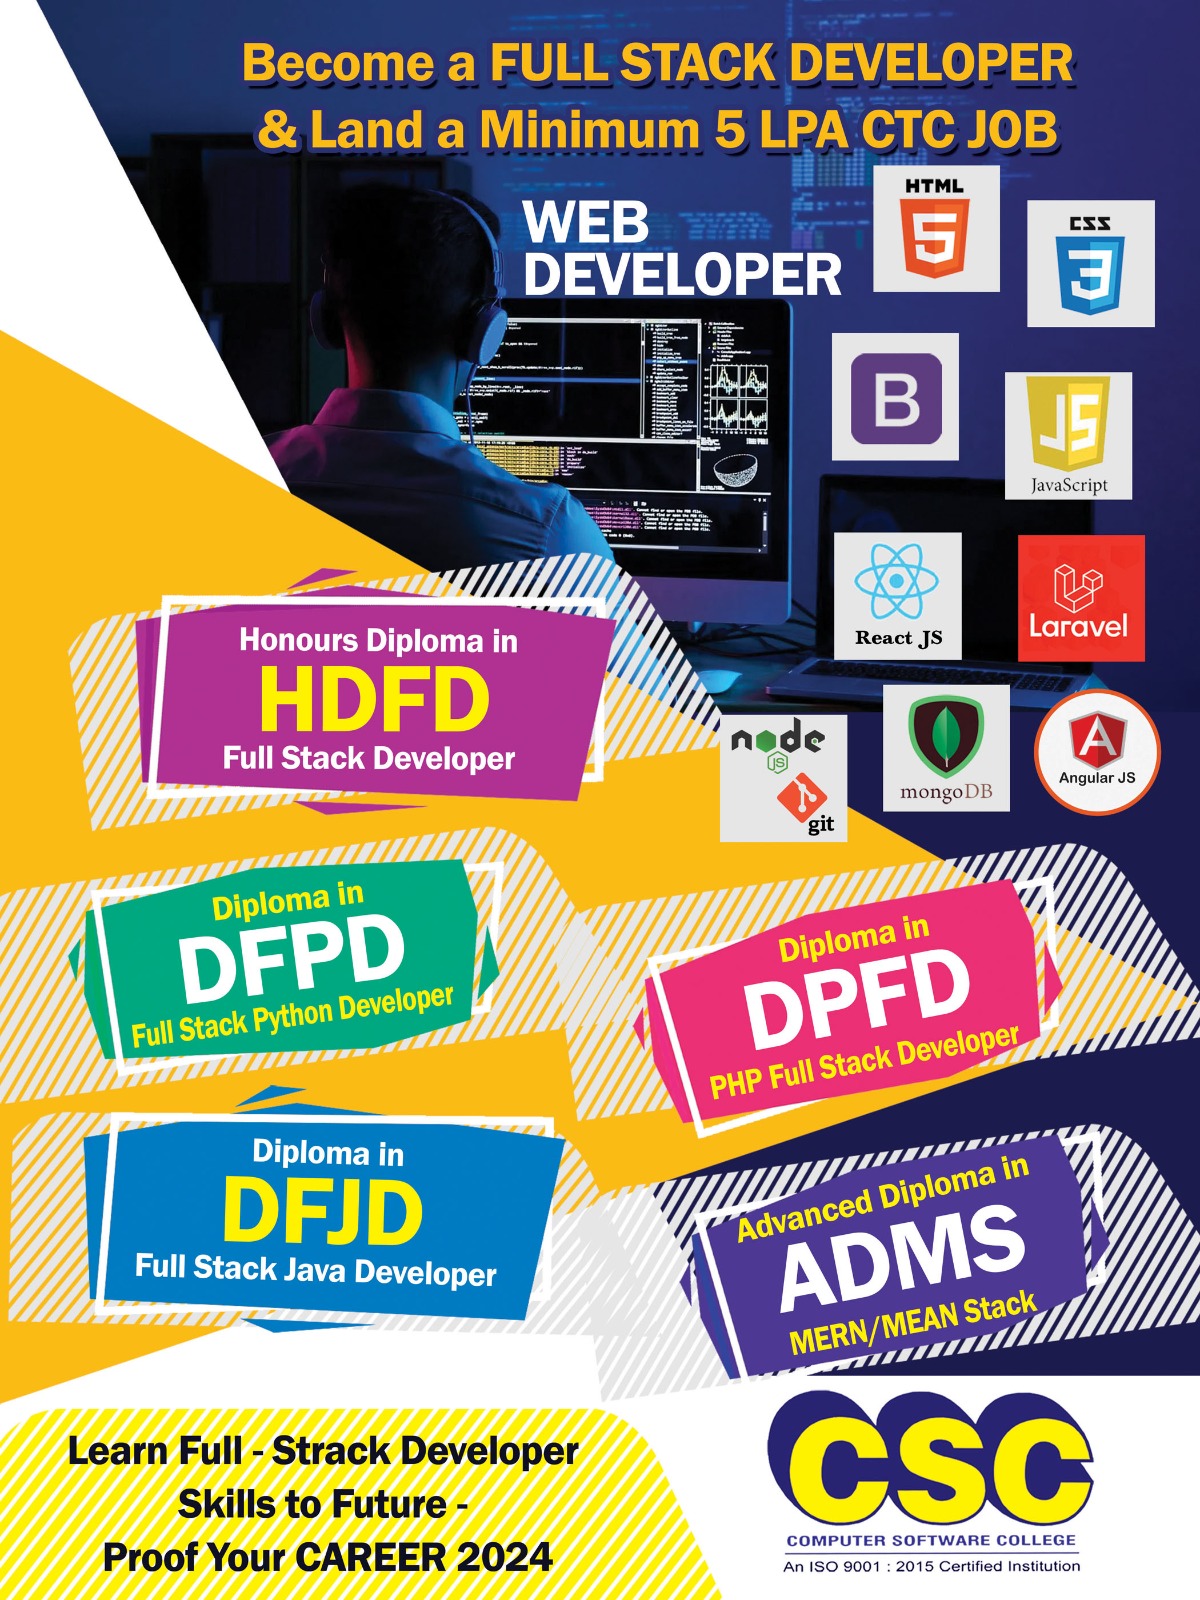 Become a FULL STACK DEVELOPER
& Land a Minimum 5 LPA CTC JOB
WEB
DEVELOPER
HTML
5
CSS
3
B
JS
JavaScript
React JS
Laravel
node
JS
git
mongoDB
A
Angular JS
Honours Diploma in
HDFD
Full Stack Developer
Diploma in
DFPD
Full Stack Python Developer
Diploma in
DPFD
PHP Full Stack Developer
Diploma in
DFJD
Full Stack Java Developer
Advanced Diploma in
ADMS
MERN/MEAN Stack
Learn Full - Strack Developer
Skills to Future -
Proof Your CAREER 2024
CSC
COMPUTER SOFTWARE COLLEGE
An ISO 9001 : 2015 Certified Institution